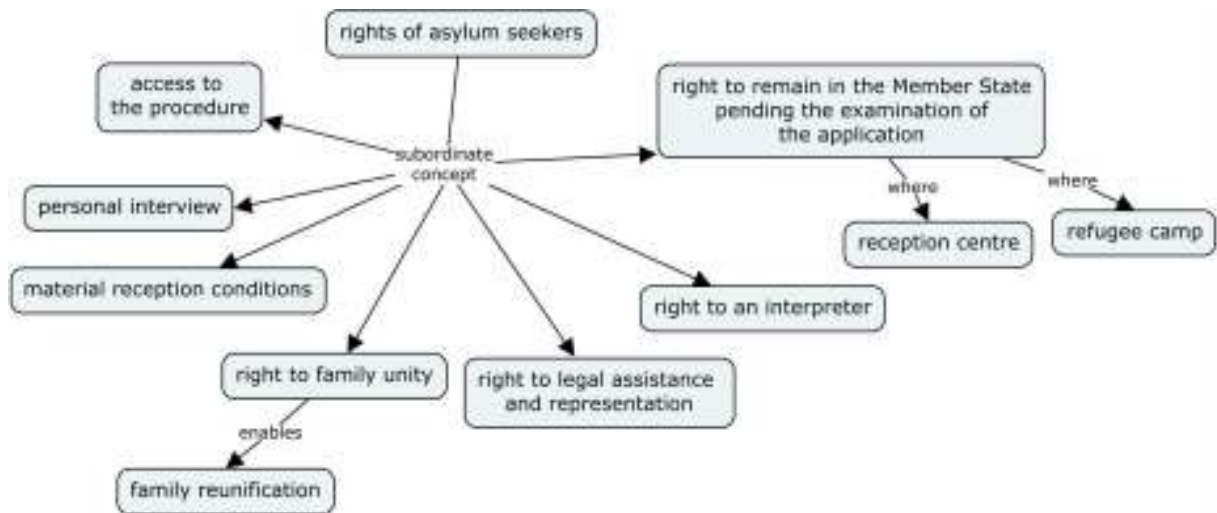 rights of asylum seekers
access to
the procedure
right to remain in the Member State
pending the examination of
the application
subordinate
concept
where
where
personal interview
reception centre
refugee camp
material reception conditions
right to an interpreter
right to family unity
right to legal assistance
and representation
enables
family reunification